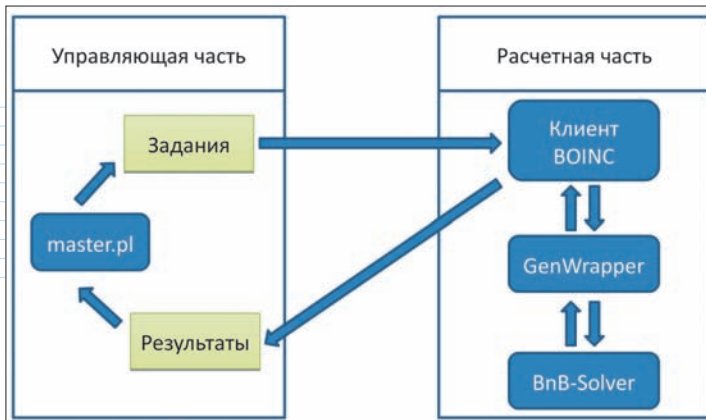 Управляющая часть
Расчетная часть
Задания
Клиент
BOINC
master.pl
GenWrapper
Результаты
BnB-Solver